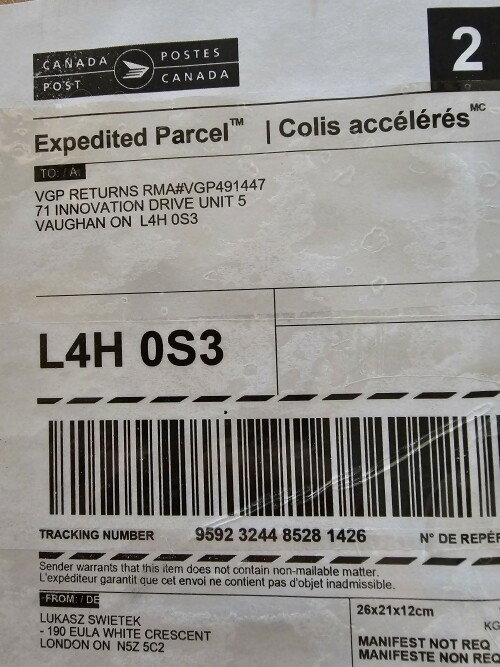 CANADA POSTES
POST CANADA
2
Expedited Parcel™ | Colis accélérés MC
TO: / A:
VGP RETURNS RMA#VGP491447
71 INNOVATION DRIVE UNIT 5
VAUGHAN ON L4H 0S3
L4H 0S3
TRACKING NUMBER 9592 3244 8528 1426 N° DE REPÉR
Sender warrants that this item does not contain non-mailable matter.
L'expéditeur garantit que cet envoi ne contient pas d'objet inadmissible.
FROM: / DE
LUKASZ SWIETEK
- 190 EULA WHITE CRESCENT
LONDON ON N5Z 5C2
26x21x12cm
KG
MANIFEST NOT REQ
MANIFESTE NON REQ